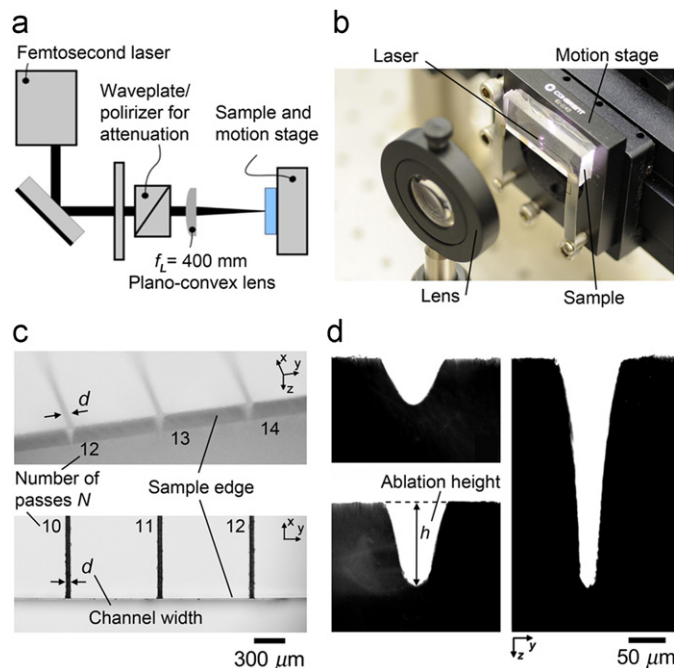 a
Femtosecond laser
Waveplate/
polirizer for
attenuation
Sample and
motion stage
f_L= 400 mm
Plano-convex lens
b
Laser
Motion stage
COHERENT
Lens
Sample
c
x
y
z
d
12
13
14
Number of
passes N
Sample edge
10
11
12
x
y
d
Channel width
300 μm
d
Ablation height
h
y
z
50 μm